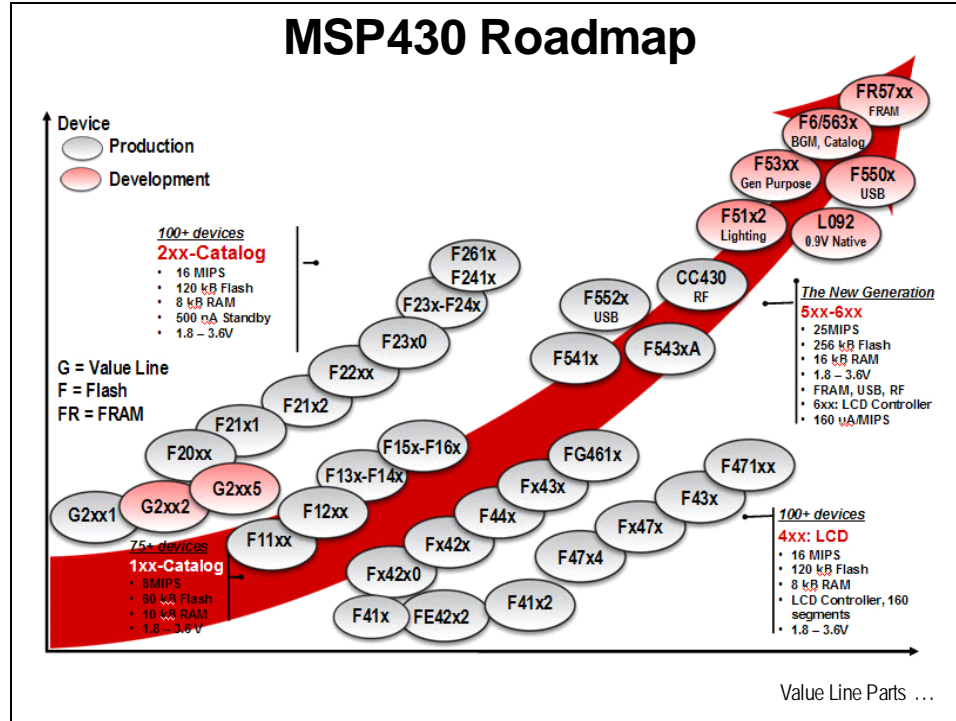 MSP430 Roadmap
Device
Production
Development
100+ devices
2xx-Catalog
• 16 MIPS
• 120 kB Flash
• 8 kB RAM
• 500 nA Standby
• 1.8 – 3.6V
G = Value Line
F = Flash
FR = FRAM
G2xx1
G2xx2
G2xx5
F20xx
F21x1
F21x2
F22xx
F23x0
F23x-F24x
F261x
F241x
75+ devices
1xx-Catalog
• 8MIPS
• 60 kB Flash
• 10 kB RAM
• 1.8 – 3.6 V
F11xx
F12xx
F13x-F14x
F15x-F16x
F41x
FE42x2
F41x2
Fx42x0
Fx42x
F44x
Fx43x
FG461x
F47x4
Fx47x
F43x
F471xx
100+ devices
4xx: LCD
• 16 MIPS
• 120 kB Flash
• 8 kB RAM
• LCD Controller, 160
segments
• 1.8 – 3.6V
F541x
F552x
USB
F543xA
CC430
RF
F51x2
Lighting
L092
0.9V Native
F53xx
Gen Purpose
F550x
USB
F6/563x
BGM, Catalog
FR57xx
FRAM
The New Generation
5xx-6xx
• 25MIPS
• 256 kB Flash
• 16 kB RAM
• 1.8 – 3.6V
• FRAM, USB, RF
• 6xx: LCD Controller
• 160 uA/MIPS
Value Line Parts …